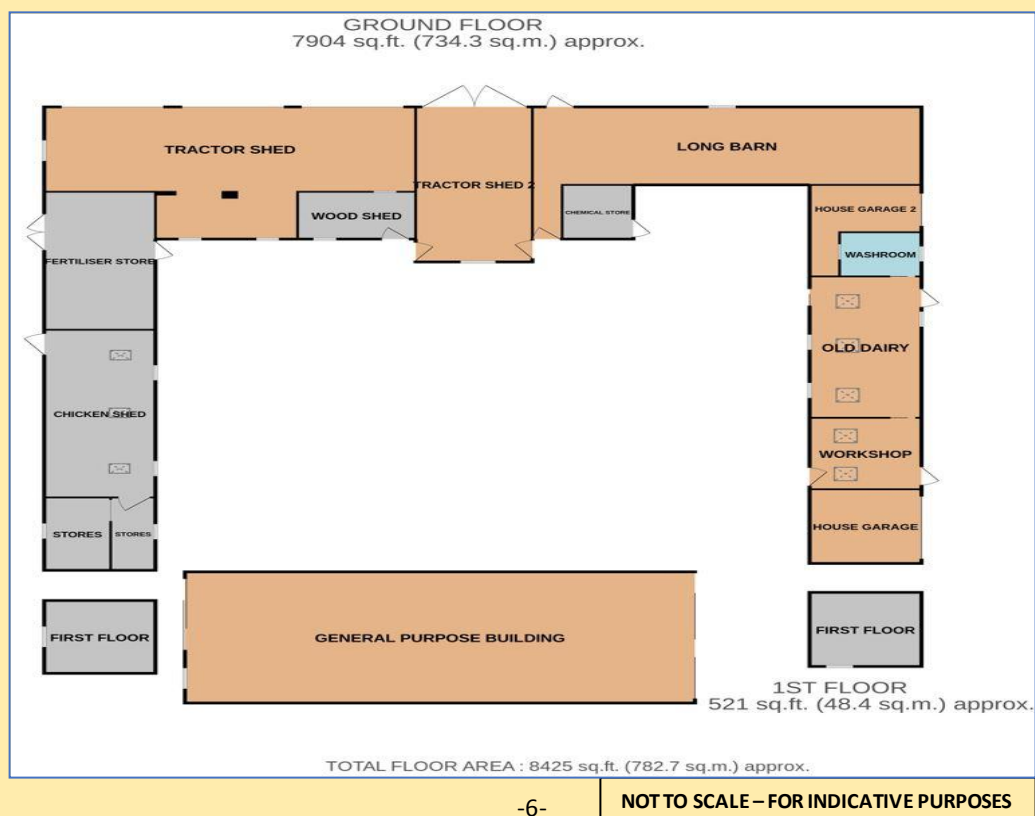 GROUND FLOOR
7904 sq.ft. (734.3 sq.m.) approx.
TRACTOR SHED
LONG BARN
TRACTOR SHED 2
WOOD SHED
CHEMICAL STORE
HOUSE GARAGE 2
WASHROOM
FERTILISER STORE
OLD DAIRY
CHICKEN SHED
WORKSHOP
STORES
STORES
HOUSE GARAGE
FIRST FLOOR
GENERAL PURPOSE BUILDING
FIRST FLOOR
1ST FLOOR
521 sq.ft. (48.4 sq.m.) approx.
TOTAL FLOOR AREA : 8425 sq.ft. (782.7 sq.m.) approx.
-6-
NOT TO SCALE – FOR INDICATIVE PURPOSES